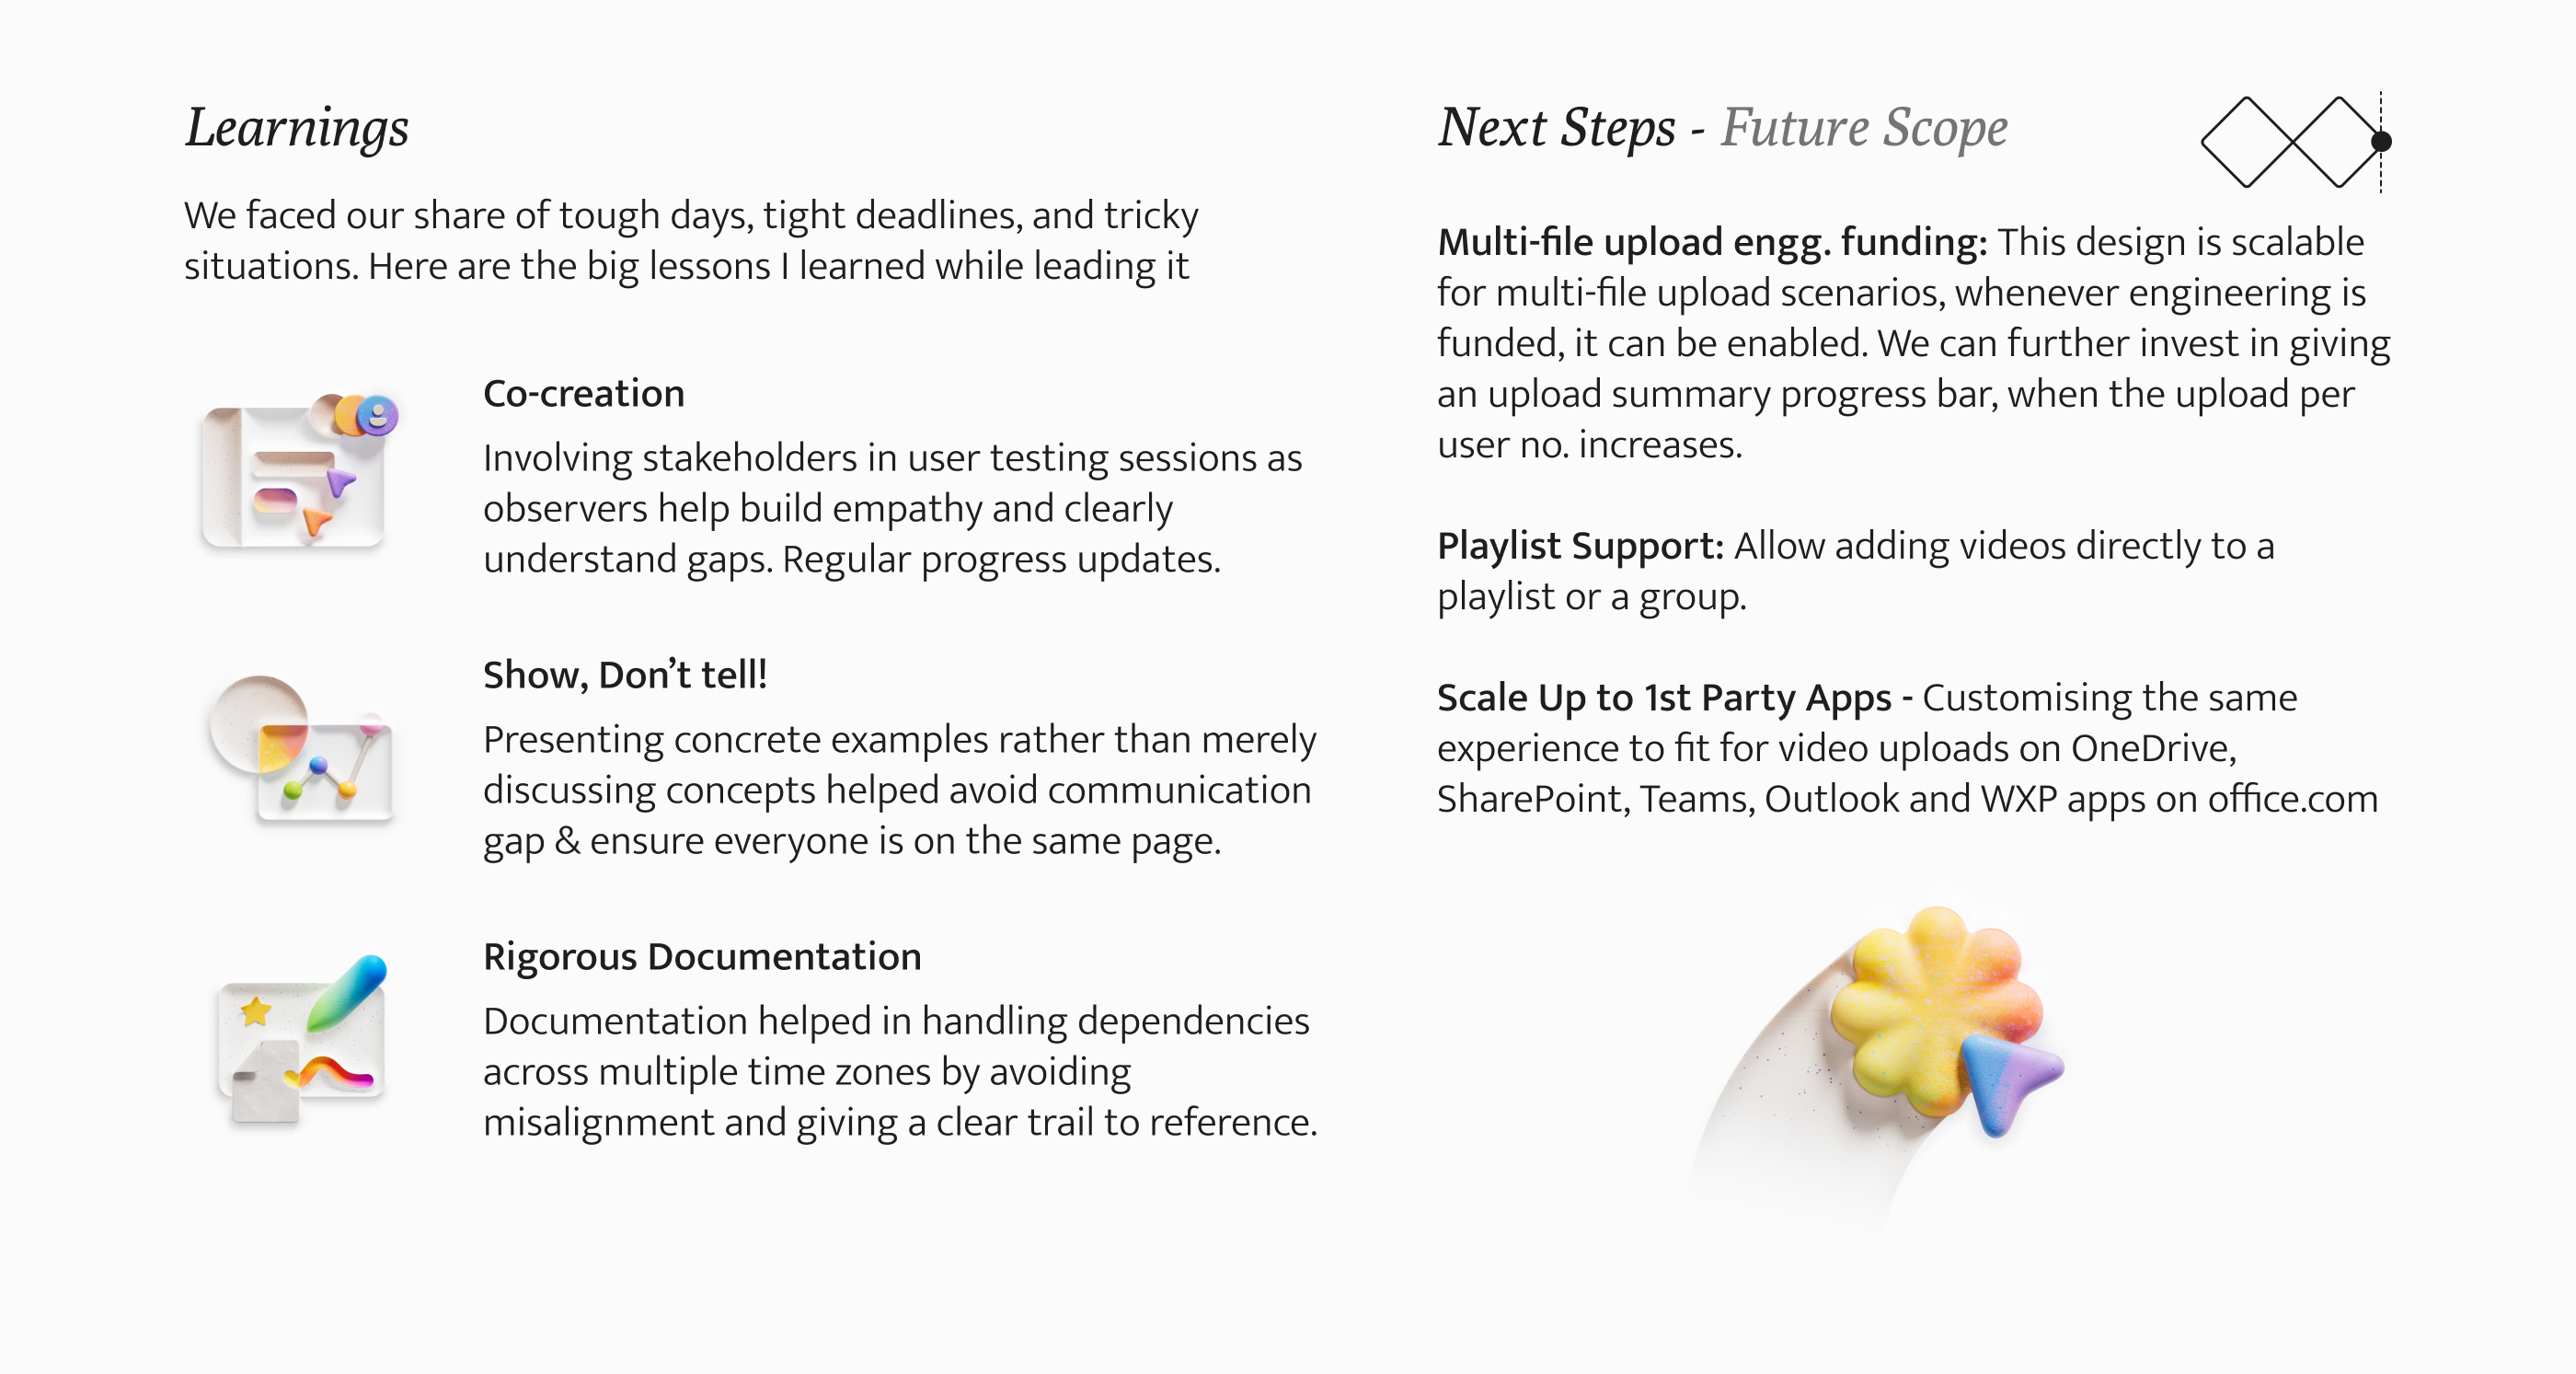 Learnings
We faced our share of tough days, tight deadlines, and tricky
situations. Here are the big lessons I learned while leading it
Co-creation
Involving stakeholders in user testing sessions as
observers help build empathy and clearly
understand gaps. Regular progress updates.
Show, Don’t tell!
Presenting concrete examples rather than merely
discussing concepts helped avoid communication
gap & ensure everyone is on the same page.
Rigorous Documentation
Documentation helped in handling dependencies
across multiple time zones by avoiding
misalignment and giving a clear trail to reference.
Next Steps - Future Scope
Multi-file upload engg. funding: This design is scalable
for multi-file upload scenarios, whenever engineering is
funded, it can be enabled. We can further invest in giving
an upload summary progress bar, when the upload per
user no. increases.
Playlist Support: Allow adding videos directly to a
playlist or a group.
Scale Up to 1st Party Apps - Customising the same
experience to fit for video uploads on OneDrive,
SharePoint, Teams, Outlook and WXP apps on office.com